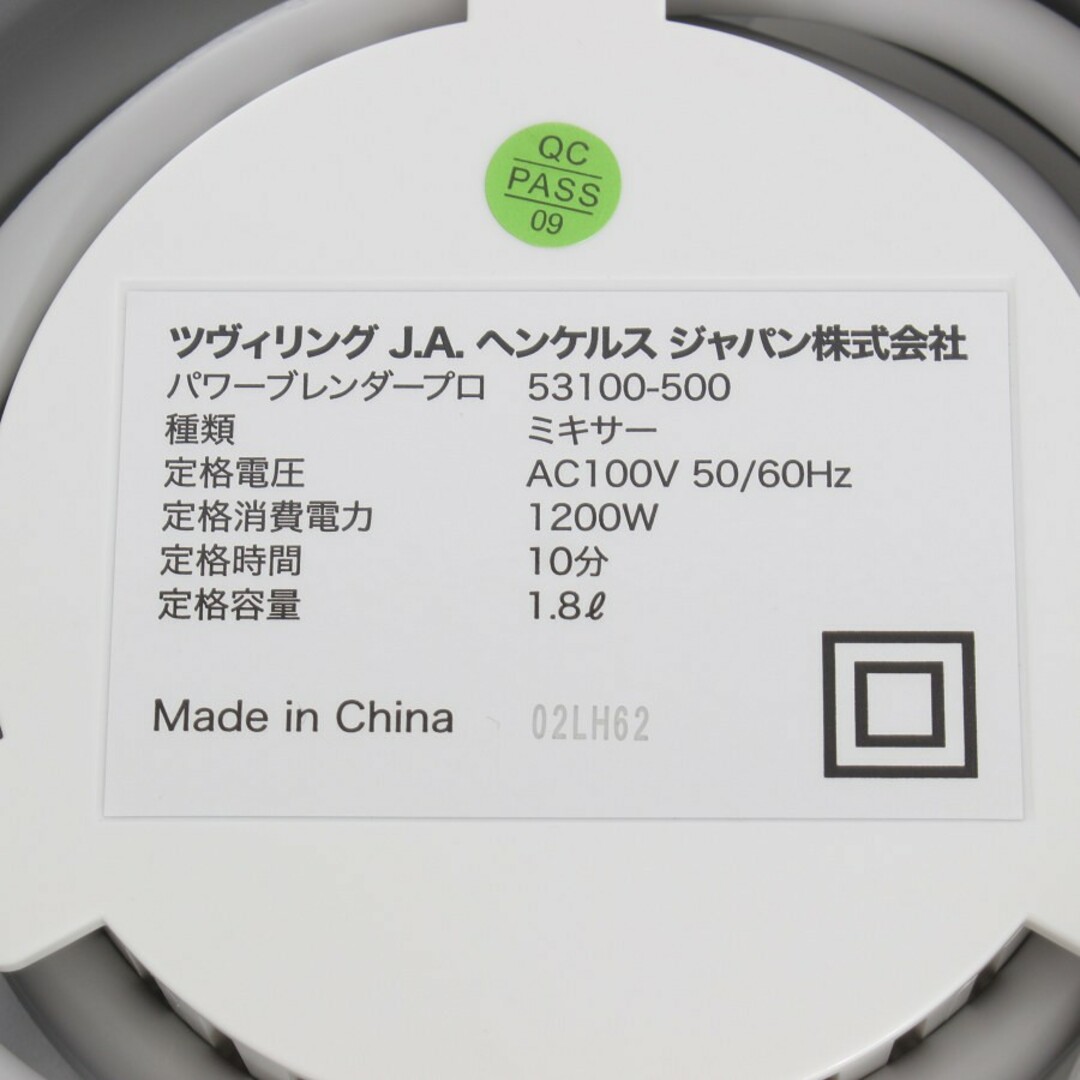 QC
PASS
09
ツヴィリング J.A. ヘンケルス ジャパン株式会社
パワーブレンダープロ 53100-500
種類 ミキサー
定格電圧 AC100V 50/60Hz
定格消費電力 1200W
定格時間 10分
定格容量 1.8ℓ
Made in China 02LH62